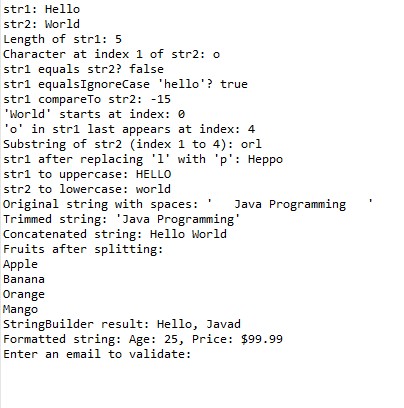 str1: Hello
str2: World
Length of str1: 5
Character at index 1 of str2: o
str1 equals str2? false
str1 equalsIgnoreCase 'hello'? true
str1 compareTo str2: -15
'World' starts at index: 0
'o' in str1 last appears at index: 4
Substring of str2 (index 1 to 4): orl
str1 after replacing 'l' with 'p': Heppo
str1 to uppercase: HELLO
str2 to lowercase: world
Original string with spaces: '   Java Programming   '
Trimmed string: 'Java Programming'
Concatenated string: Hello World
Fruits after splitting:
Apple
Banana
Orange
Mango
StringBuilder result: Hello, Javad
Formatted string: Age: 25, Price: $99.99
Enter an email to validate: